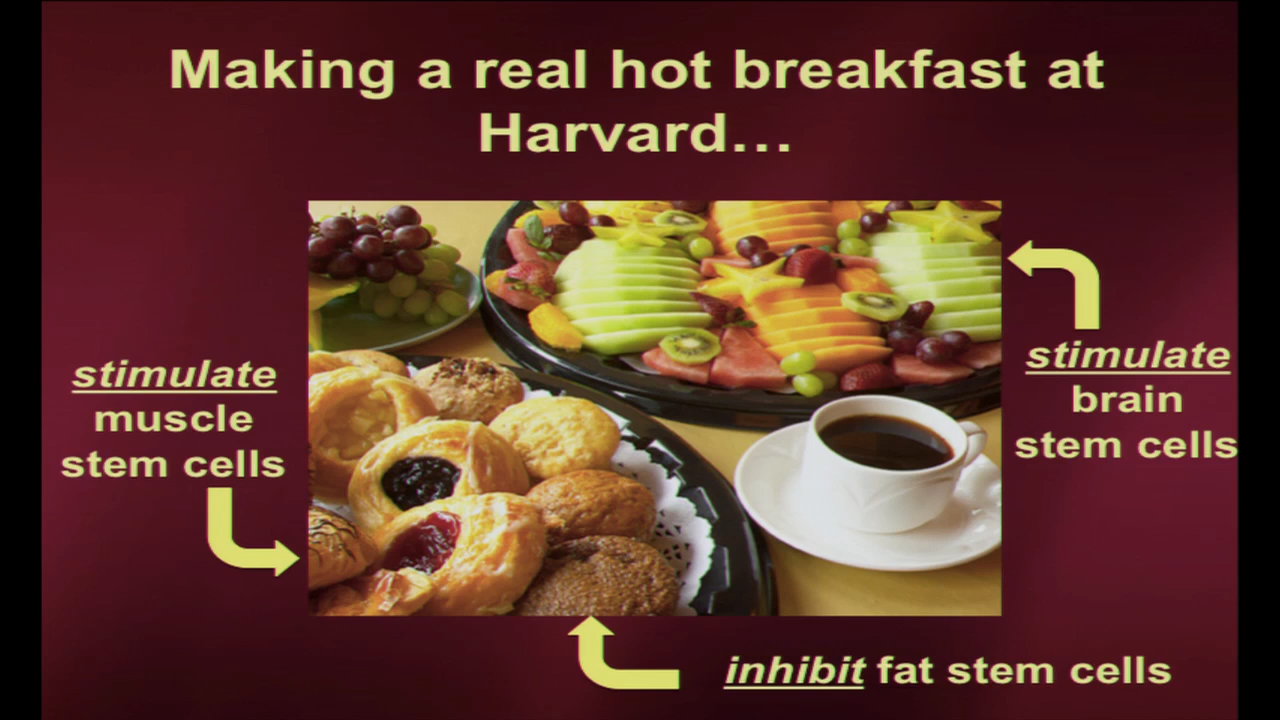 Making a real hot breakfast at
Harvard...
stimulate
muscle
stem cells
stimulate
brain
stem cells
inhibit fat stem cells